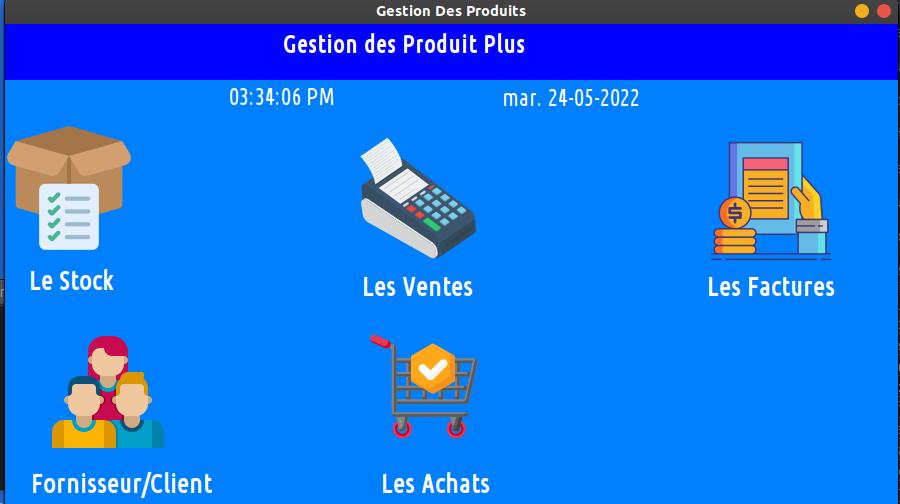 Gestion Des Produits
Gestion des Produit Plus
03:34:06 PM
mar. 24-05-2022
$
Le Stock
Les Ventes
Les Factures
Fornisseur/Client
Les Achats